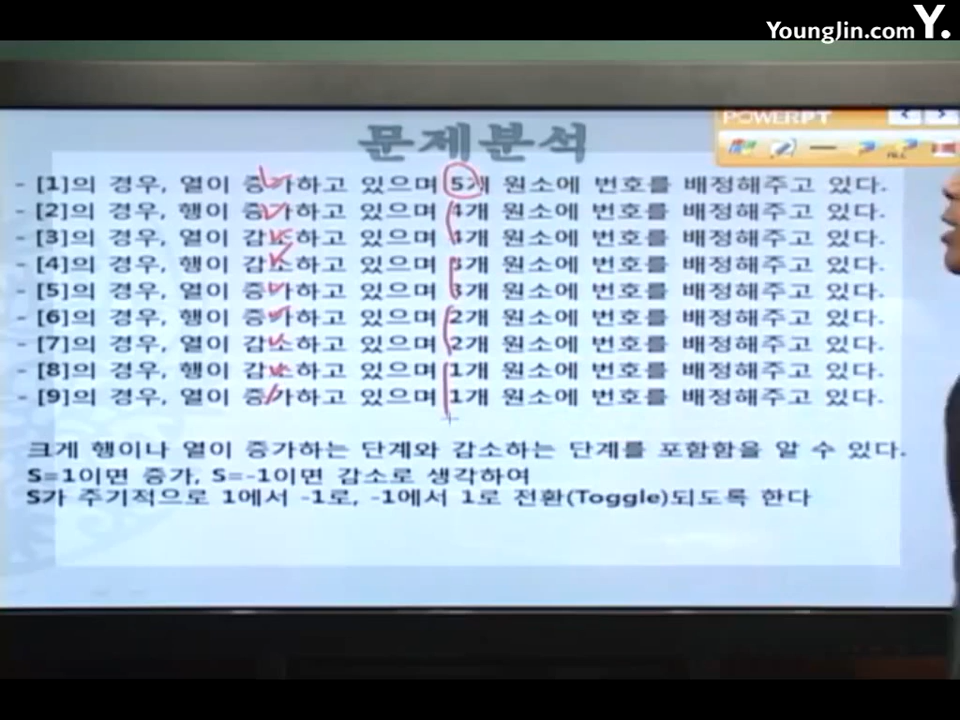 YoungJin.com Y.
POWERPT
문제분석
- [1]의 경우, 열이 증가하고 있으며 5개 원소에 번호를 배정해주고 있다.
- [2]의 경우, 행이 증가하고 있으며 4개 원소에 번호를 배정해주고 있다.
- [3]의 경우, 열이 감소하고 있으며 4개 원소에 번호를 배정해주고 있다.
- [4]의 경우, 행이 감소하고 있으며 3개 원소에 번호를 배정해주고 있다.
- [5]의 경우, 열이 증가하고 있으며 3개 원소에 번호를 배정해주고 있다.
- [6]의 경우, 행이 증가하고 있으며 2개 원소에 번호를 배정해주고 있다.
- [7]의 경우, 열이 감소하고 있으며 2개 원소에 번호를 배정해주고 있다.
- [8]의 경우, 행이 감소하고 있으며 1개 원소에 번호를 배정해주고 있다.
- [9]의 경우, 열이 증가하고 있으며 1개 원소에 번호를 배정해주고 있다.
크게 행이나 열이 증가하는 단계와 감소하는 단계를 포함함을 알 수 있다.
S=1이면 증가, S=-1이면 감소로 생각하여
S가 주기적으로 1에서 -1로, -1에서 1로 전환(Toggle)되도록 한다